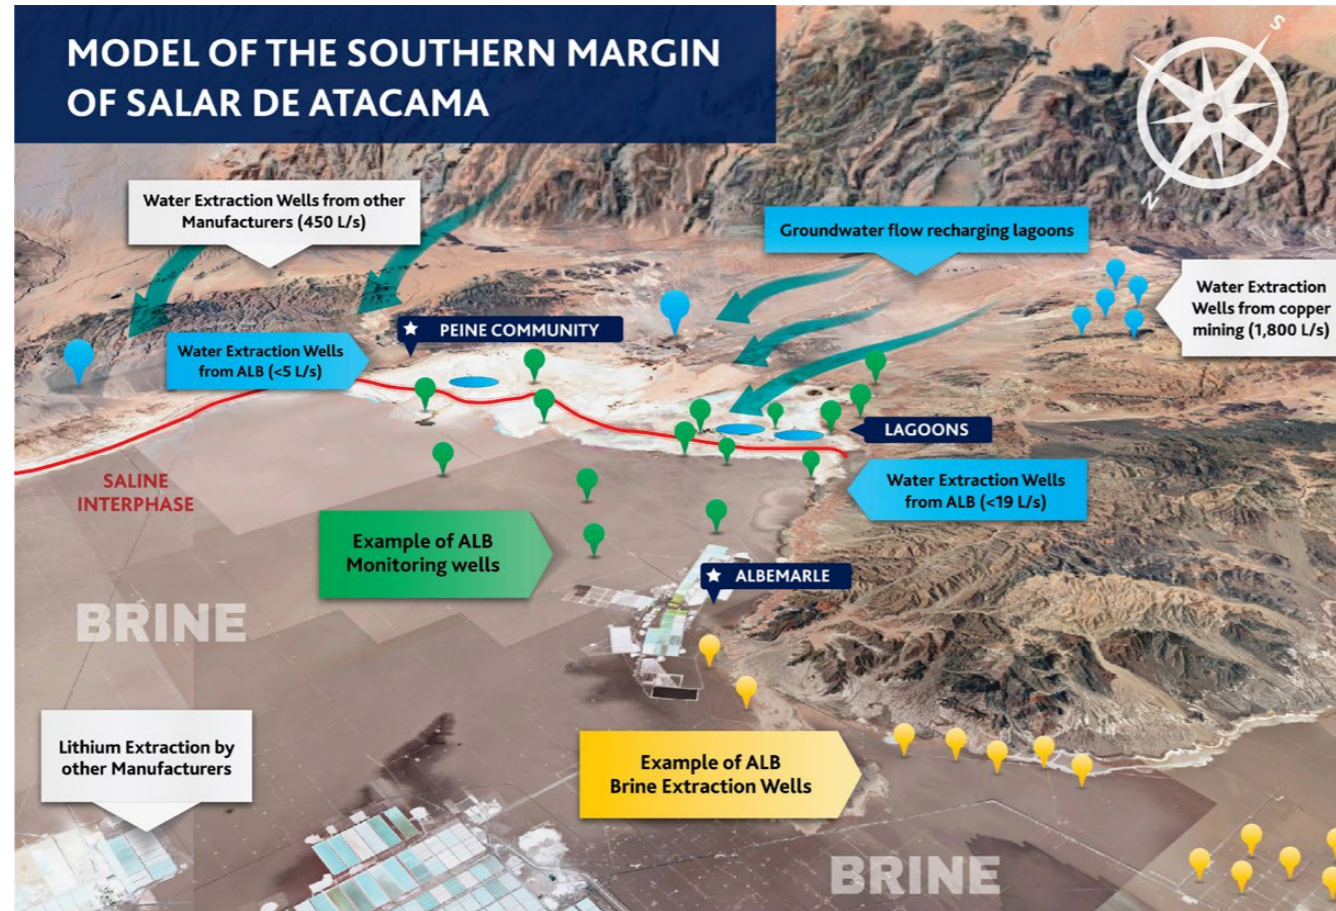 MODEL OF THE SOUTHERN MARGIN
OF SALAR DE ATACAMA
S
N
Water Extraction Wells from other
Manufacturers (450 L/s)
Groundwater flow recharging lagoons
Water Extraction
Wells from copper
mining (1,800 L/s)
PEINE COMMUNITY
Water Extraction Wells
from ALB (<5 L/s)
LAGOONS
SALINE
INTERPHASE
Water Extraction Wells
from ALB (<19 L/s)
Example of ALB
Monitoring wells
ALBEMARLE
BRINE
Lithium Extraction by
other Manufacturers
Example of ALB
Brine Extraction Wells
BRINE